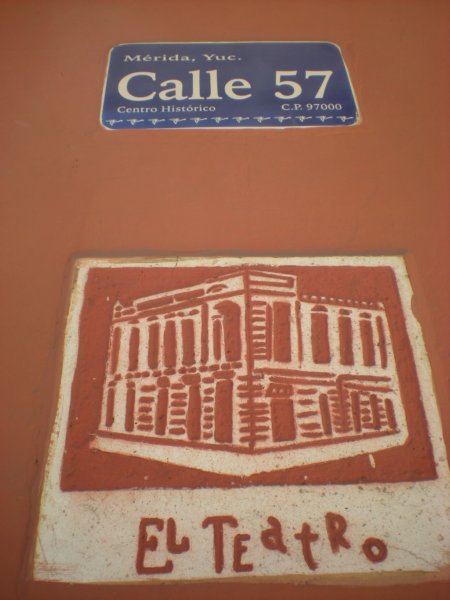 Mérida, Yuc.
Calle 57
Centro Histórico C.P. 97000
EL TEatRo